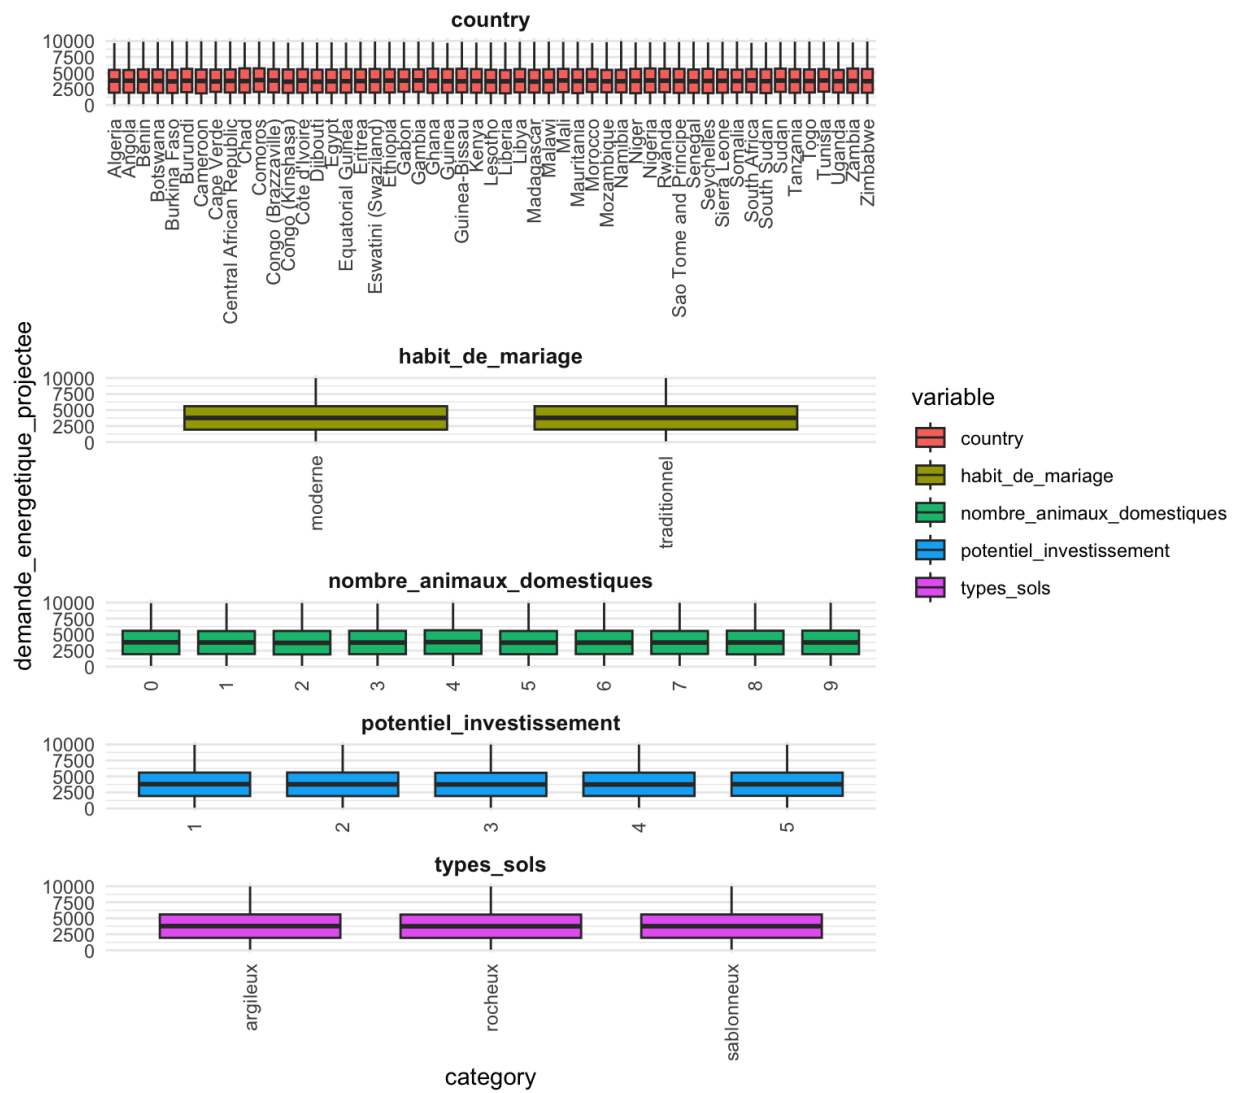 country
10000
7500
5000
2500
0
Algeria
Angola
Benin
Botswana
Burkina Faso
Burundi
Cameroon
Cape Verde
Central African Republic
Chad
Comoros
Congo (Brazzaville)
Congo (Kinshasa)
Côte d'Ivoire
Djibouti
Egypt
Equatorial Guinea
Eritrea
Eswatini (Swaziland)
Ethiopia
Gabon
Gambia
Ghana
Guinea
Guinea-Bissau
Kenya
Lesotho
Liberia
Libya
Madagascar
Malawi
Mali
Mauritania
Morocco
Mozambique
Namibia
Niger
Nigeria
Rwanda
Sao Tome and Principe
Senegal
Seychelles
Sierra Leone
Somalia
South Africa
South Sudan
Sudan
Tanzania
Togo
Tunisia
Uganda
Zambia
Zimbabwe
demande_energetique_projectee
habit_de_mariage
10000
7500
5000
2500
0
moderne
traditionnel
nombre_animaux_domestiques
10000
7500
5000
2500
0
0
1
2
3
4
5
6
7
8
9
potentiel_investissement
10000
7500
5000
2500
0
1
2
3
4
5
types_sols
10000
7500
5000
2500
0
argileux
rocheux
sablonneux
category
variable
country
habit_de_mariage
nombre_animaux_domestiques
potentiel_investissement
types_sols